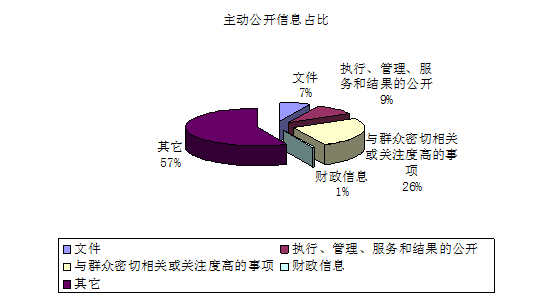 主动公开信息占比
文件
7%
执行、管理、服
务和结果的公开
9%
与群众密切相关
或关注度高的事
项
26%
财政信息
1%
其它
57%
文件
执行、管理、服务和结果的公开
与群众密切相关或关注度高的事项
财政信息
其它